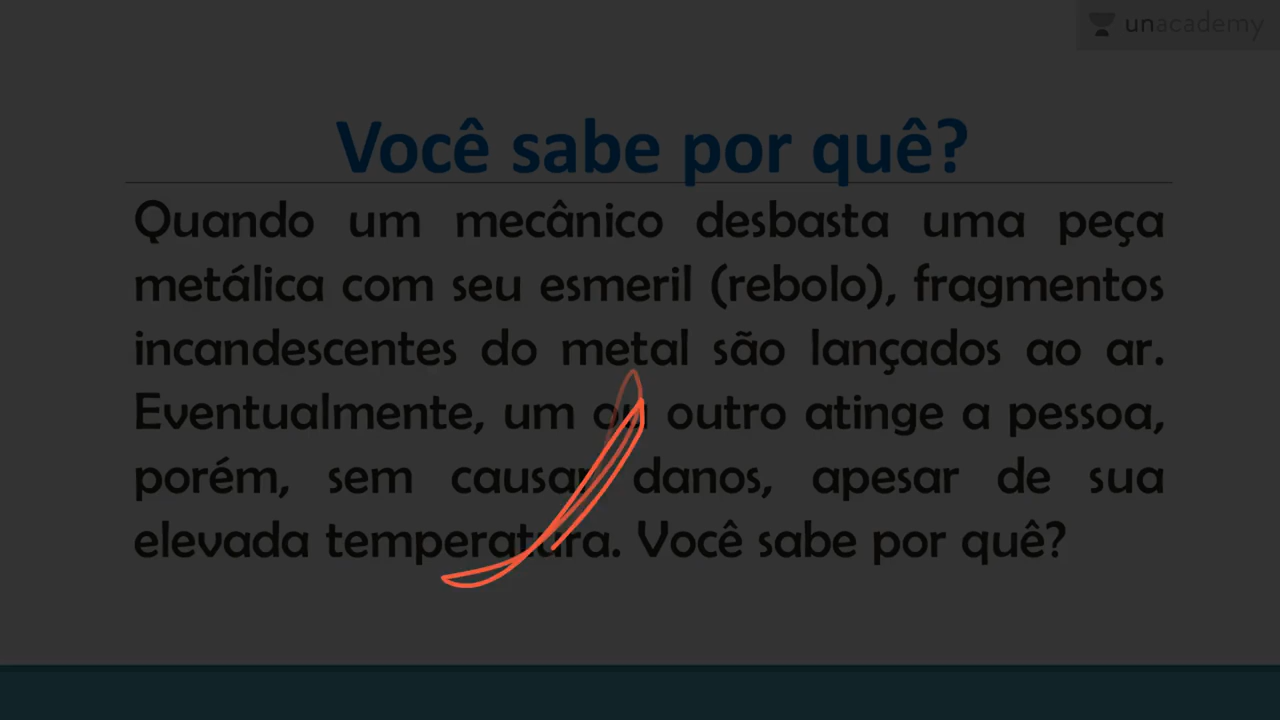 unacademy
Você sabe por quê?
Quando um mecânico desbasta uma peça
metálica com seu esmeril (rebolo), fragmentos
incandescentes do metal são lançados ao ar.
Eventualmente, um ou outro atinge a pessoa,
porém, sem causar danos, apesar de sua
elevada temperatura. Você sabe por quê?